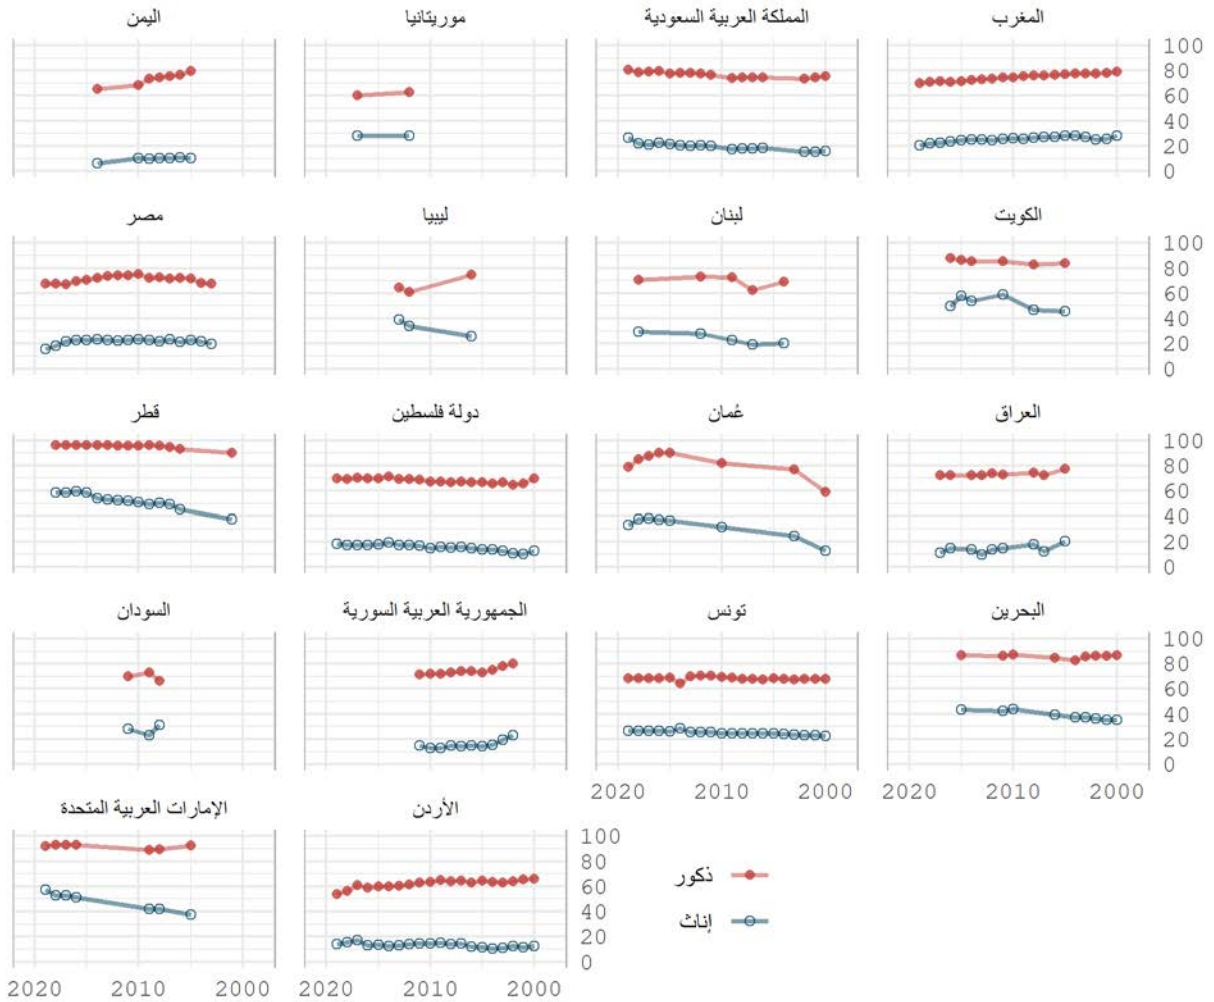 المغرب
المملكة العربية السعودية
موريتانيا
اليمن
100
80
60
40
20
0
الكويت
لبنان
ليبيا
مصر
100
80
60
40
20
0
العراق
عُمان
دولة فلسطين
قطر
100
80
60
40
20
0
البحرين
تونس
الجمهورية العربية السورية
السودان
100
80
60
40
20
0
2020 2010 2000
2020 2010 2000
الأردن
الإمارات العربية المتحدة
100
80
60
40
20
0
2020 2010 2000
2020 2010 2000
ذكور
إناث